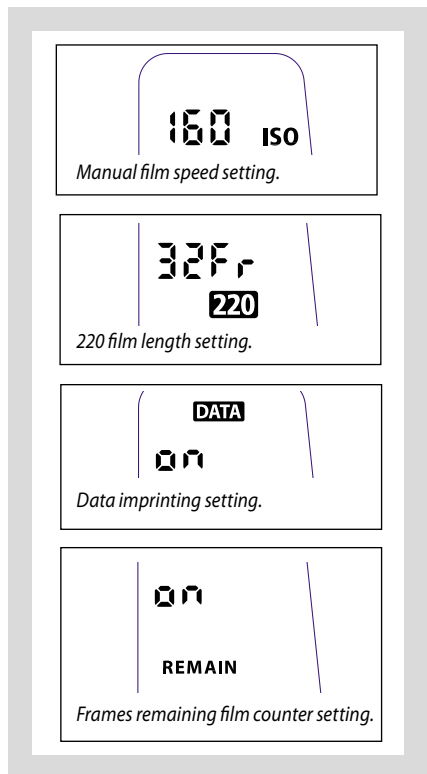 160 ISO
Manual film speed setting.
32Fr
220
220 film length setting.
DATA
on
Data imprinting setting.
on
REMAIN
Frames remaining film counter setting.